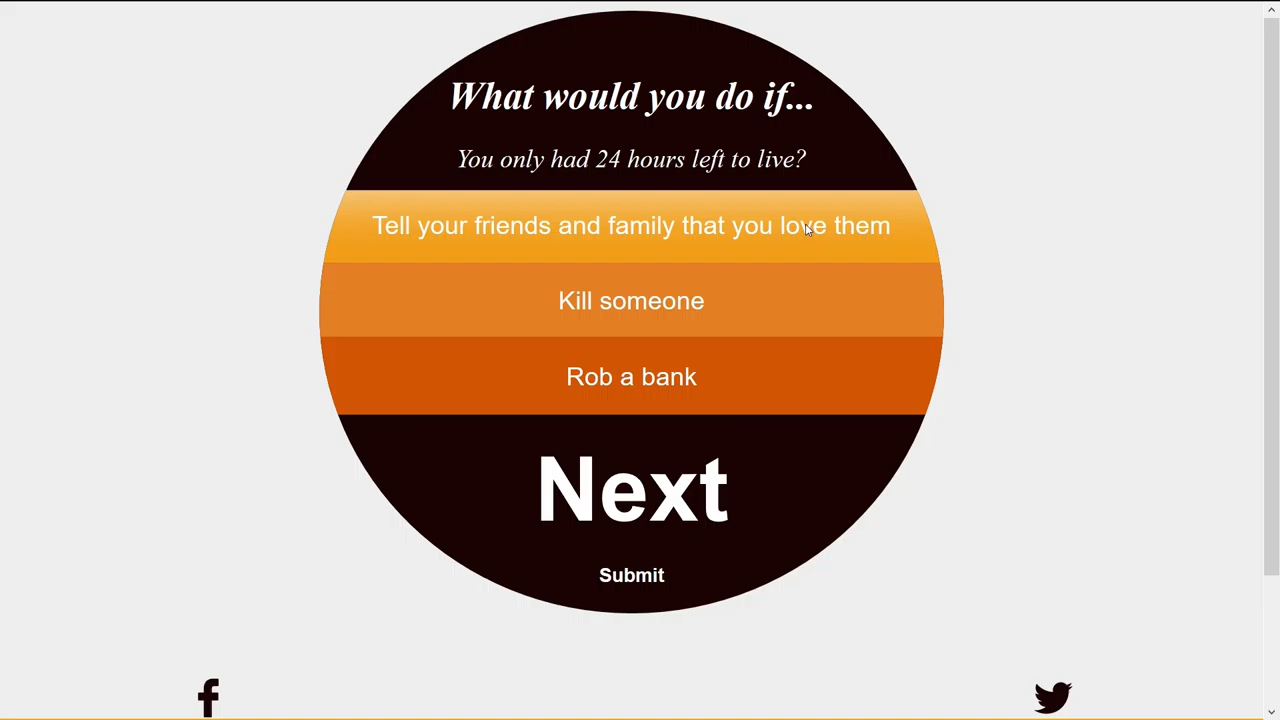 What would you do if...
You only had 24 hours left to live?
Tell your friends and family that you love them
Kill someone
Rob a bank
Next
Submit